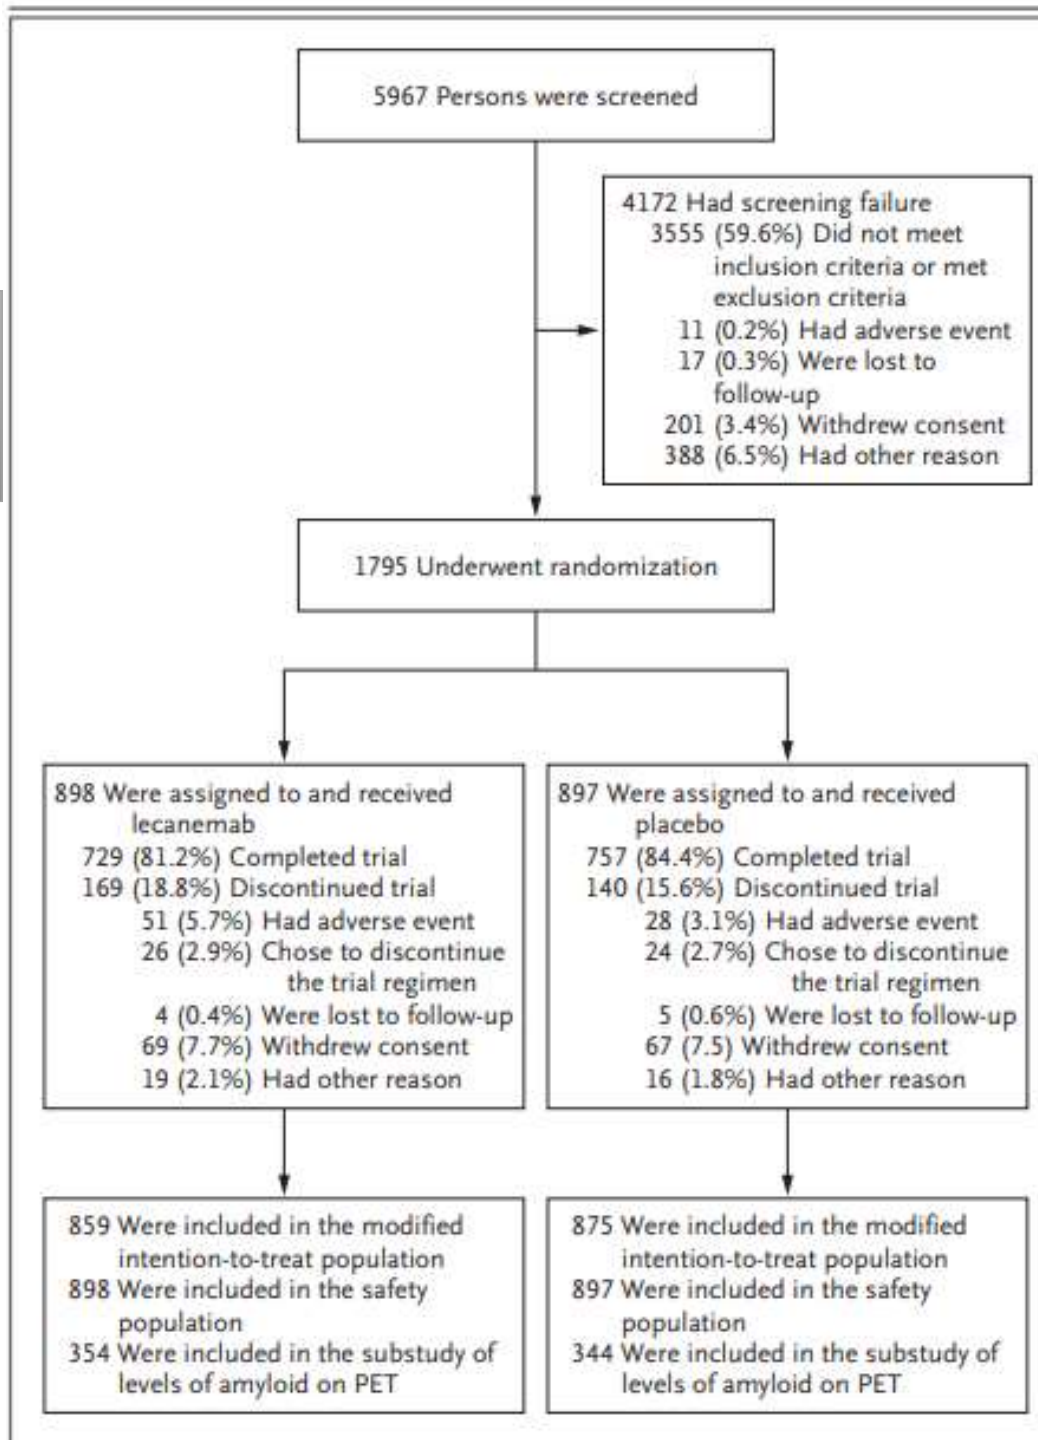 5967 Persons were screened
4172 Had screening failure
3555 (59.6%) Did not meet
inclusion criteria or met
exclusion criteria
11 (0.2%) Had adverse event
17 (0.3%) Were lost to
follow-up
201 (3.4%) Withdrew consent
388 (6.5%) Had other reason
1795 Underwent randomization
898 Were assigned to and received
lecanemab
729 (81.2%) Completed trial
169 (18.8%) Discontinued trial
51 (5.7%) Had adverse event
26 (2.9%) Chose to discontinue
the trial regimen
4 (0.4%) Were lost to follow-up
69 (7.7%) Withdrew consent
19 (2.1%) Had other reason
897 Were assigned to and received
placebo
757 (84.4%) Completed trial
140 (15.6%) Discontinued trial
28 (3.1%) Had adverse event
24 (2.7%) Chose to discontinue
the trial regimen
5 (0.6%) Were lost to follow-up
67 (7.5) Withdrew consent
16 (1.8%) Had other reason
859 Were included in the modified
intention-to-treat population
898 Were included in the safety
population
354 Were included in the substudy of
levels of amyloid on PET
875 Were included in the modified
intention-to-treat population
897 Were included in the safety
population
344 Were included in the substudy of
levels of amyloid on PET